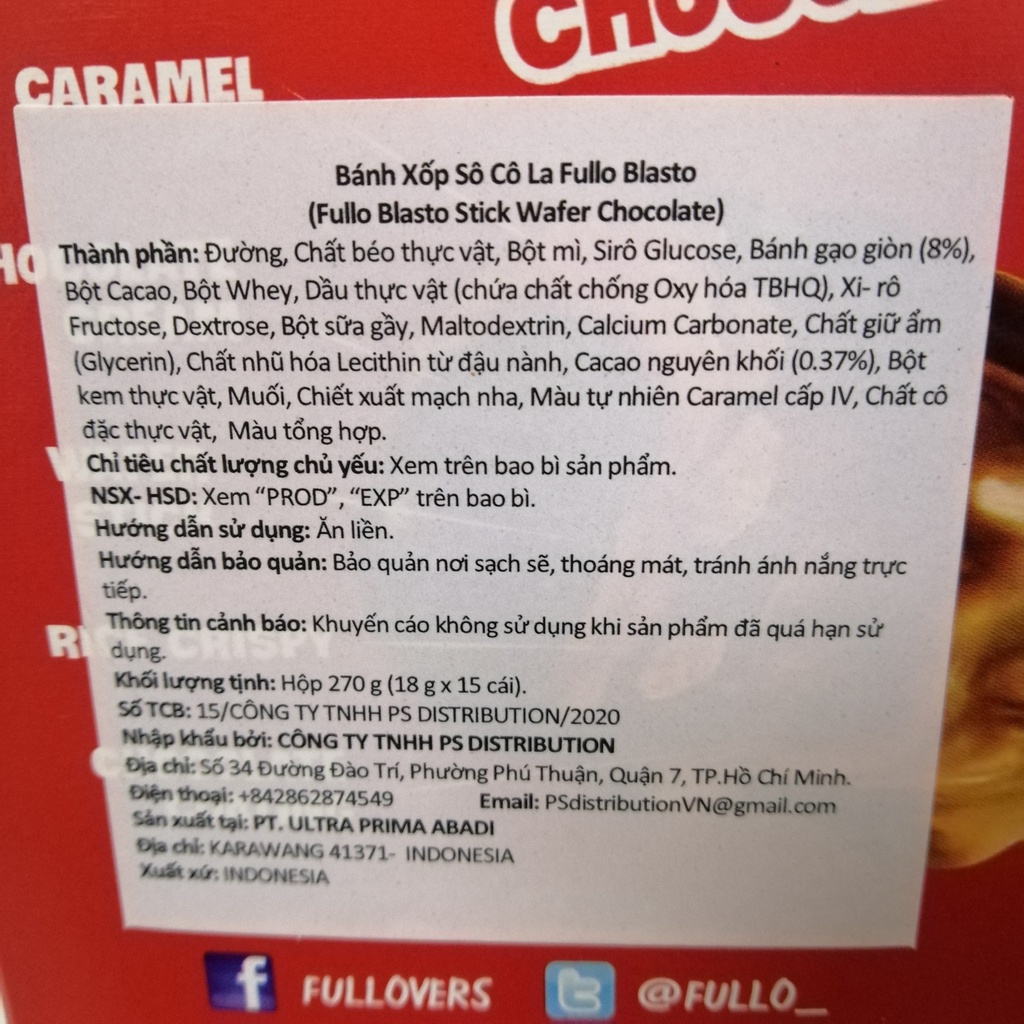 CHOCO
CARAMEL
Bánh Xốp Sô Cô La Fullo Blasto
(Fullo Blasto Stick Wafer Chocolate)
Thành phần: Đường, Chất béo thực vật, Bột mì, Sirô Glucose, Bánh gạo giòn (8%),
Bột Cacao, Bột Whey, Dầu thực vật (chứa chất chống Oxy hóa TBHQ), Xi- rô
Fructose, Dextrose, Bột sữa gầy, Maltodextrin, Calcium Carbonate, Chất giữ ẩm
(Glycerin), Chất nhũ hóa Lecithin từ đậu nành, Cacao nguyên khối (0.37%), Bột
kem thực vật, Muối, Chiết xuất mạch nha, Màu tự nhiên Caramel cấp IV, Chất cô
đặc thực vật, Màu tổng hợp.
Chỉ tiêu chất lượng chủ yếu: Xem trên bao bì sản phẩm.
NSX- HSD: Xem “PROD”, “EXP” trên bao bì.
Hướng dẫn sử dụng: Ăn liền.
Hướng dẫn bảo quản: Bảo quản nơi sạch sẽ, thoáng mát, tránh ánh nắng trực
tiếp.
Thông tin cảnh báo: Khuyến cáo không sử dụng khi sản phẩm đã quá hạn sử
dụng.
Khối lượng tịnh: Hộp 270 g (18 g x 15 cái).
Số TCB: 15/CÔNG TY TNHH PS DISTRIBUTION/2020
Nhập khẩu bởi: CÔNG TY TNHH PS DISTRIBUTION
Địa chỉ: Số 34 Đường Đào Trí, Phường Phú Thuận, Quận 7, TP.Hồ Chí Minh.
Điện thoại: +842862874549 Email: PSdistributionVN@gmail.com
Sản xuất tại: PT. ULTRA PRIMA ABADI
Địa chỉ: KARAWANG 41371- INDONESIA
Xuất xứ: INDONESIA
FULLOVERS @FULLO_